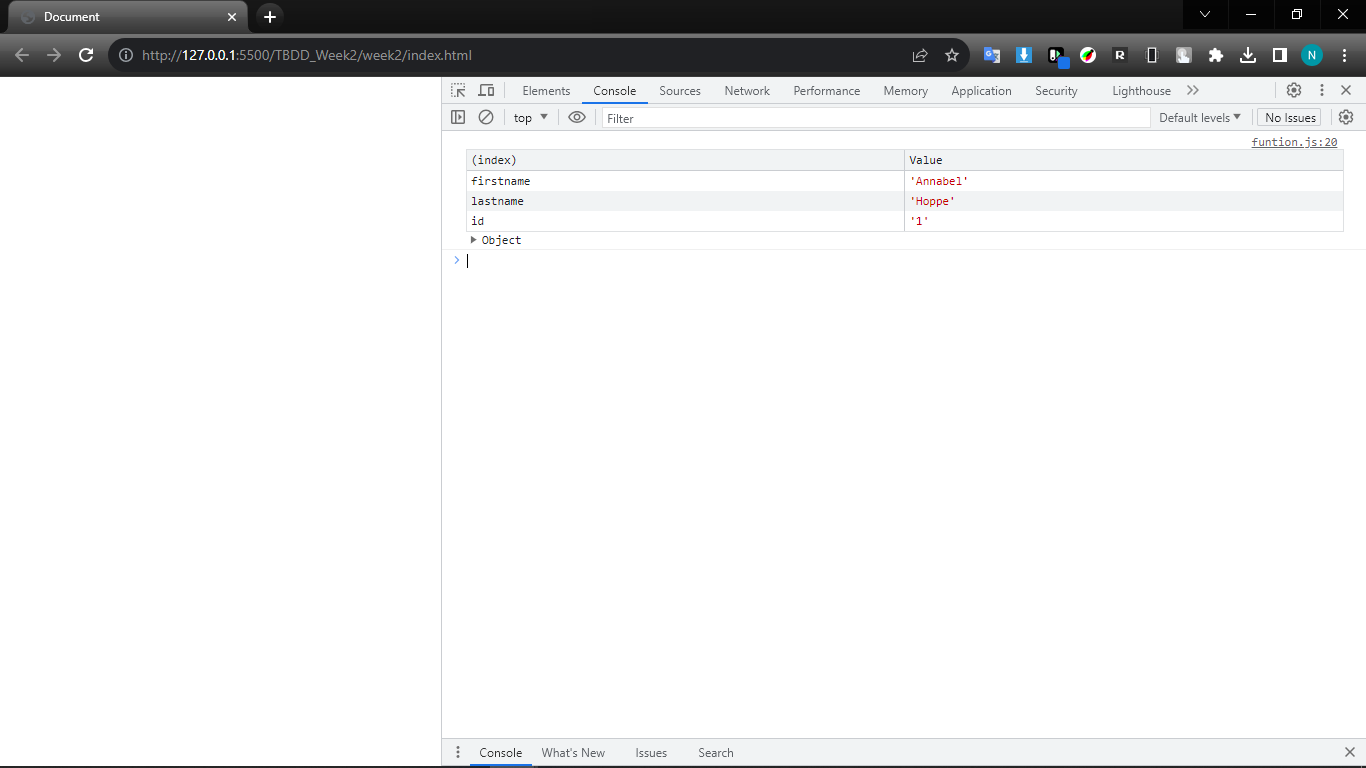 Document
http://127.0.0.1:5500/TBDD_Week2/week2/index.html
R
N
Elements Console Sources Network Performance Memory Application Security Lighthouse
top Filter Default levels No Issues
funtion.js:20
(index) Value
firstname 'Annabel'
lastname 'Hoppe'
id '1'
Object
Console What's New Issues Search